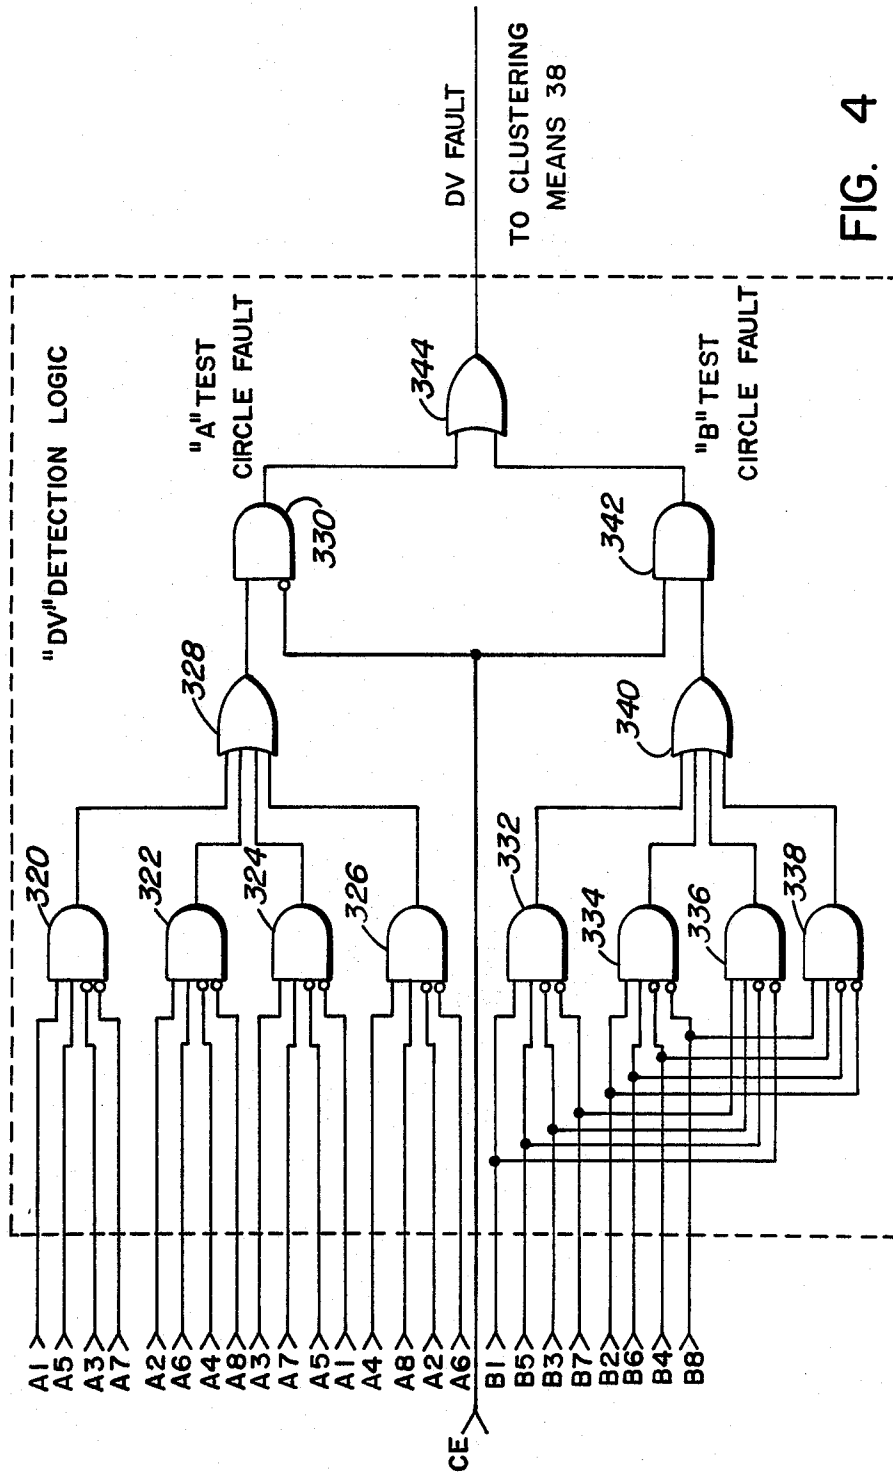 "DV" DETECTION LOGIC
A1
A5
A3
A7
A2
A6
A4
A8
A3
A7
A5
A1
A4
A8
A2
A6
CE
B1
B5
B3
B7
B2
B6
B4
B8
320
322
324
326
328
330
"A" TEST
CIRCLE FAULT
332
334
336
338
340
342
"B" TEST
CIRCLE FAULT
344
DV FAULT
TO CLUSTERING
MEANS 38
FIG. 4